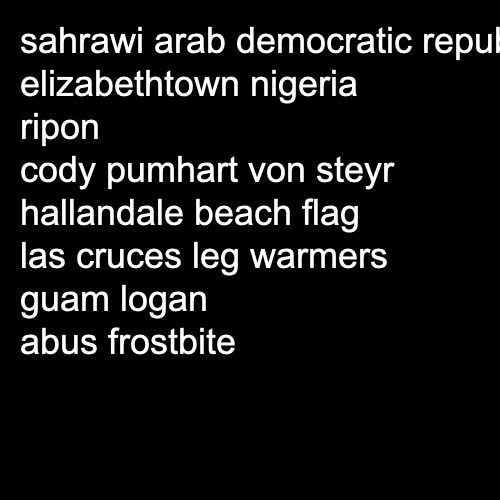 sahrawi arab democratic
elizabethtown nigeria
ripon
cody pumhart von steyr
hallandale beach flag
las cruces leg warmers
guam logan
abus frostbite